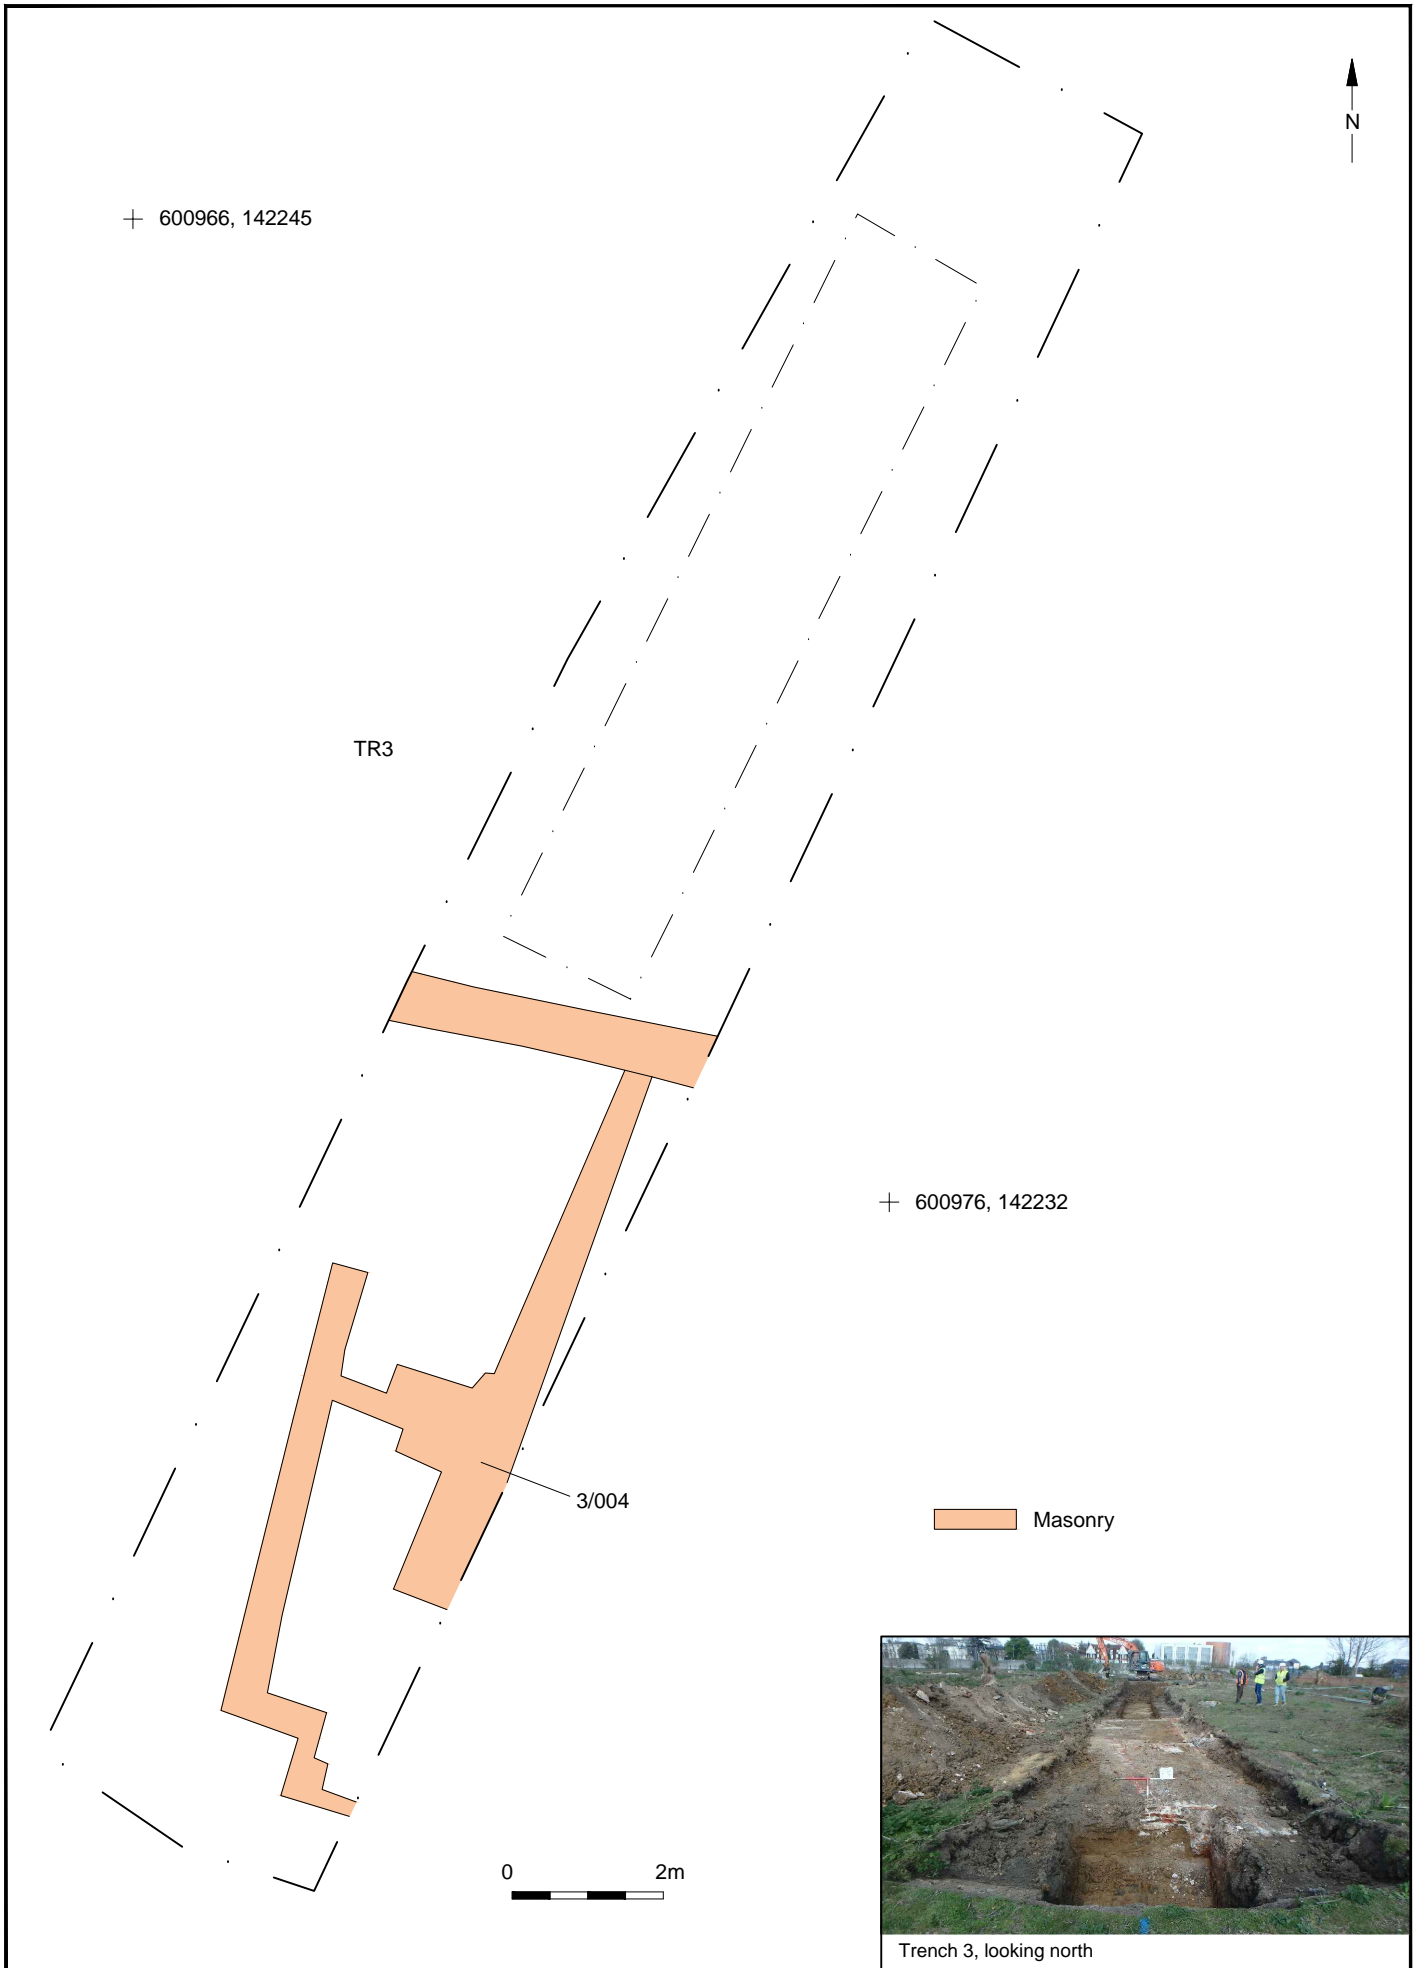 N
600966, 142245
TR3
600976, 142232
3/004
Masonry
0 2m
Trench 3, looking north